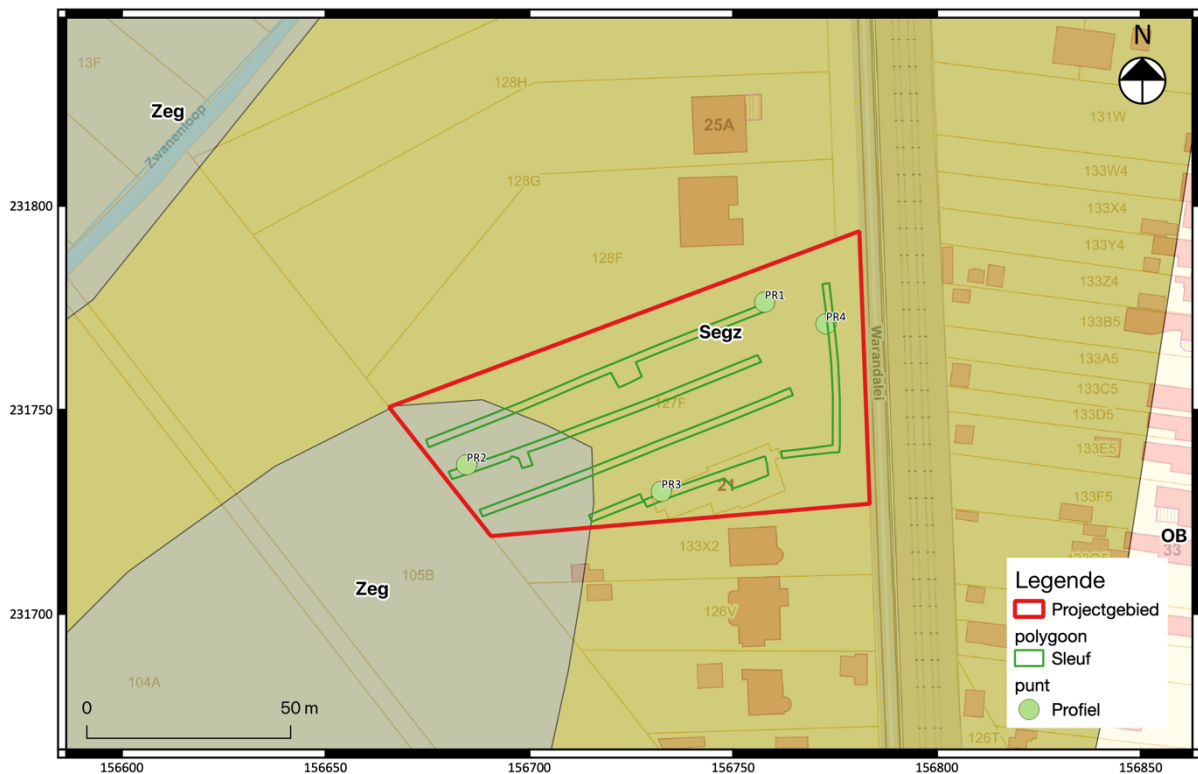 N
13F
Zeg
Zwanenloop
128H
25A
131W
133W4
128G
231800
133X4
133Y4
128F
133Z4
PR1
PR4
Segz
133B5
Warandalei
133A5
133C5
127F
231750
133D5
133E5
PR2
PR3
21
133F5
OB
33
133X2
Zeg
105B
126V
231700
104A
126T
0
50 m
Legende
Projectgebied
polygoon
Sleuf
punt
Profiel
156600
156650
156700
156750
156800
156850